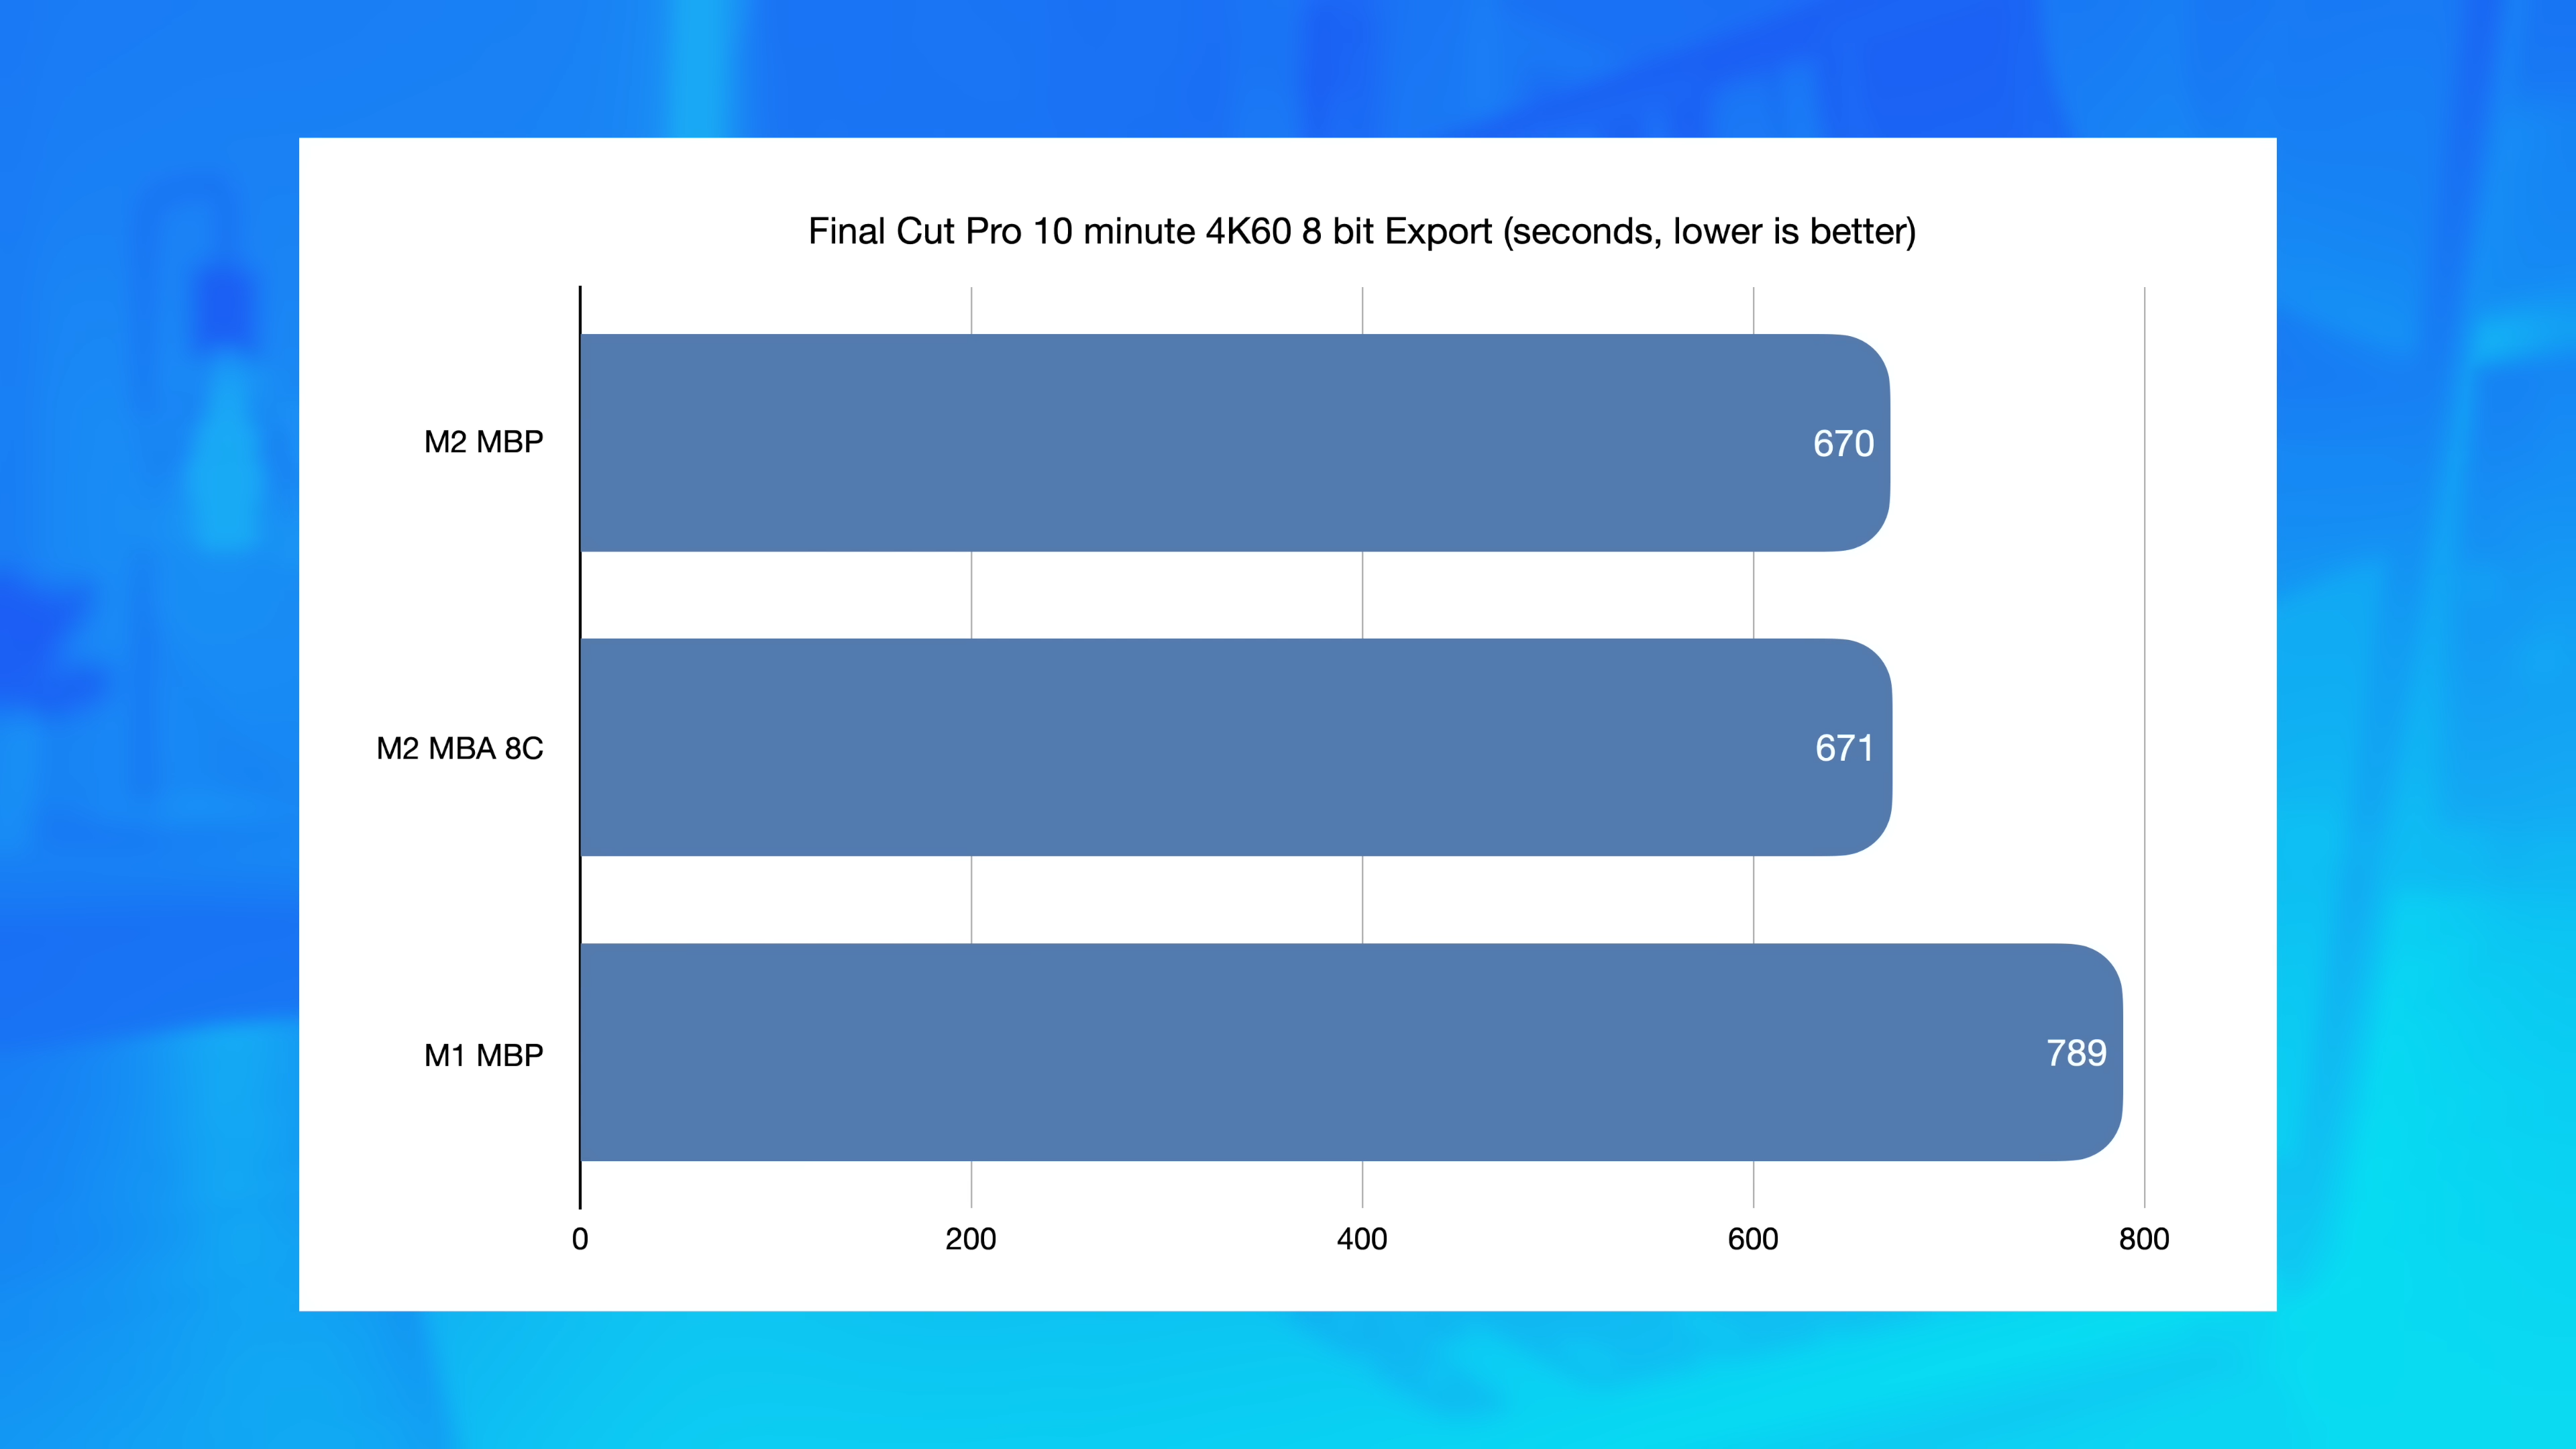 Final Cut Pro 10 minute 4K60 8 bit Export (seconds, lower is better)
M2 MBP
670
M2 MBA 8C
671
M1 MBP
789
0 200 400 600 800